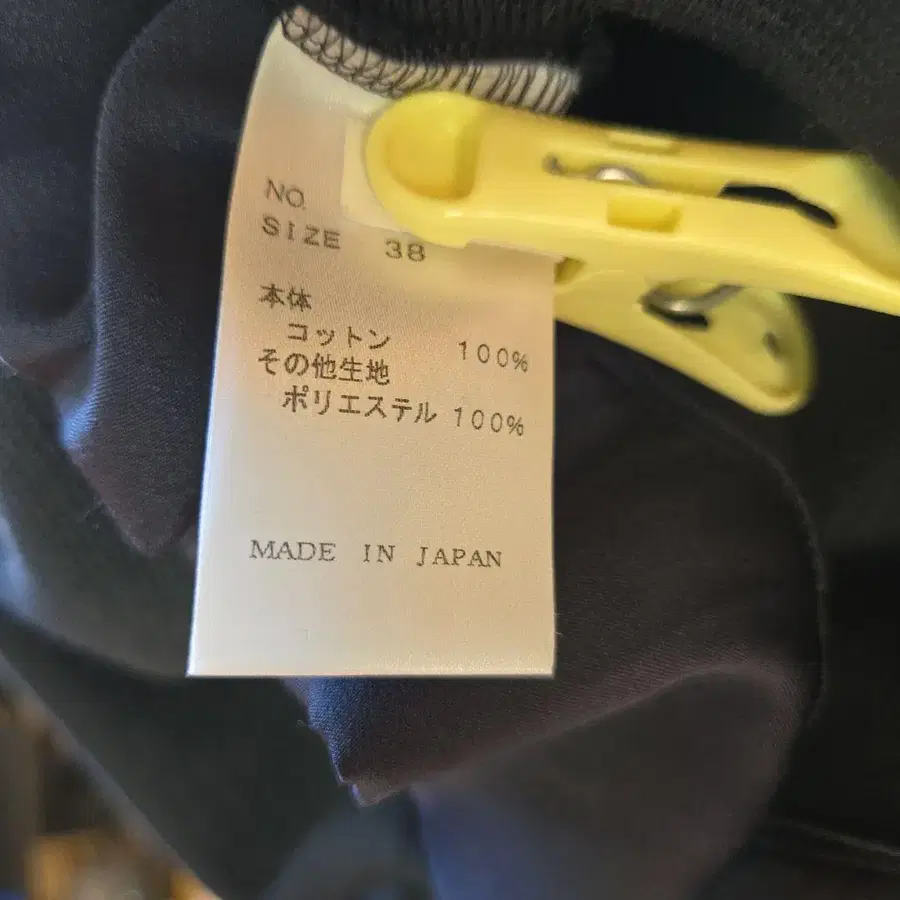 NO.
SIZE 38
本体
コットン 100%
その他生地
ポリエステル 100%
MADE IN JAPAN